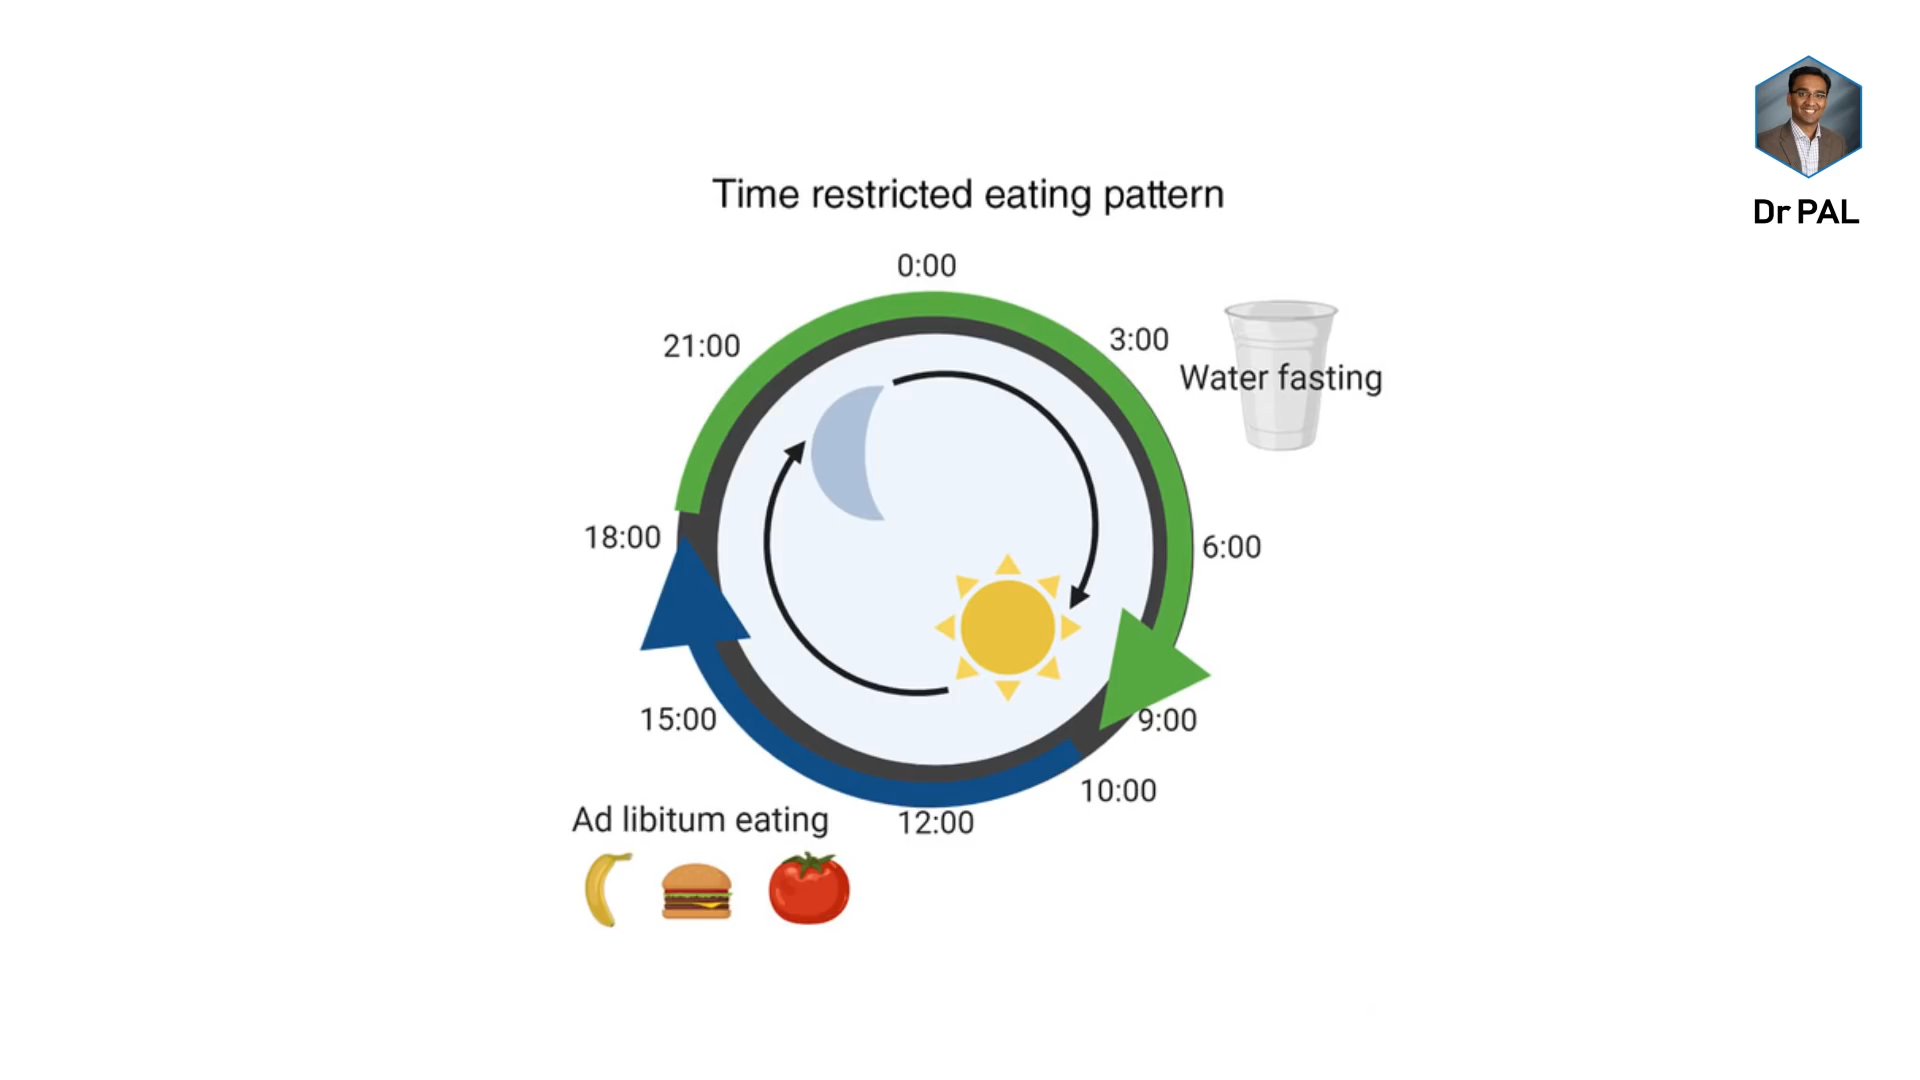 Dr PAL
Time restricted eating pattern
0:00
21:00
3:00
Water fasting
18:00
6:00
15:00
9:00
10:00
Ad libitum eating
12:00